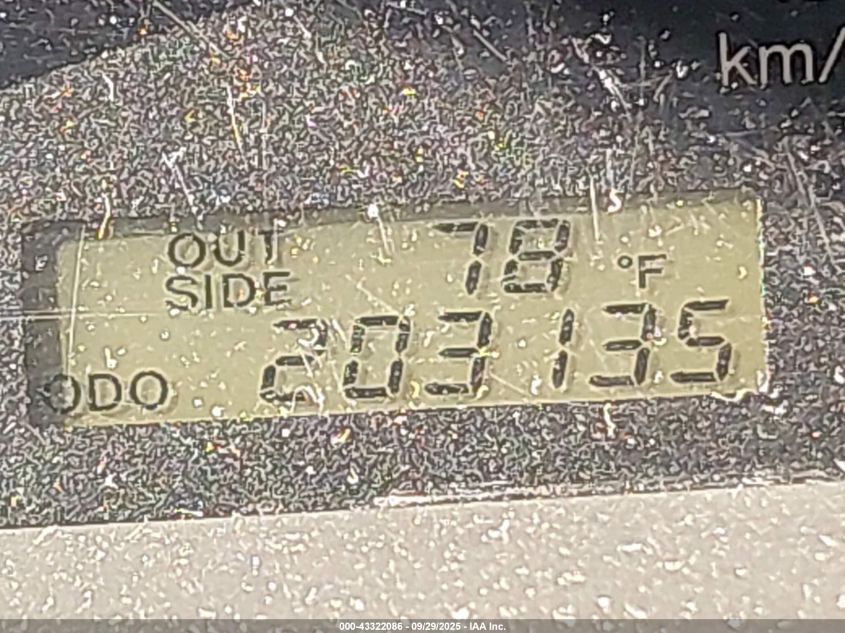 km/
OUT
SIDE
78 °F
ODO 203135
000-43322086 - 09/29/2025 - IAA Inc.